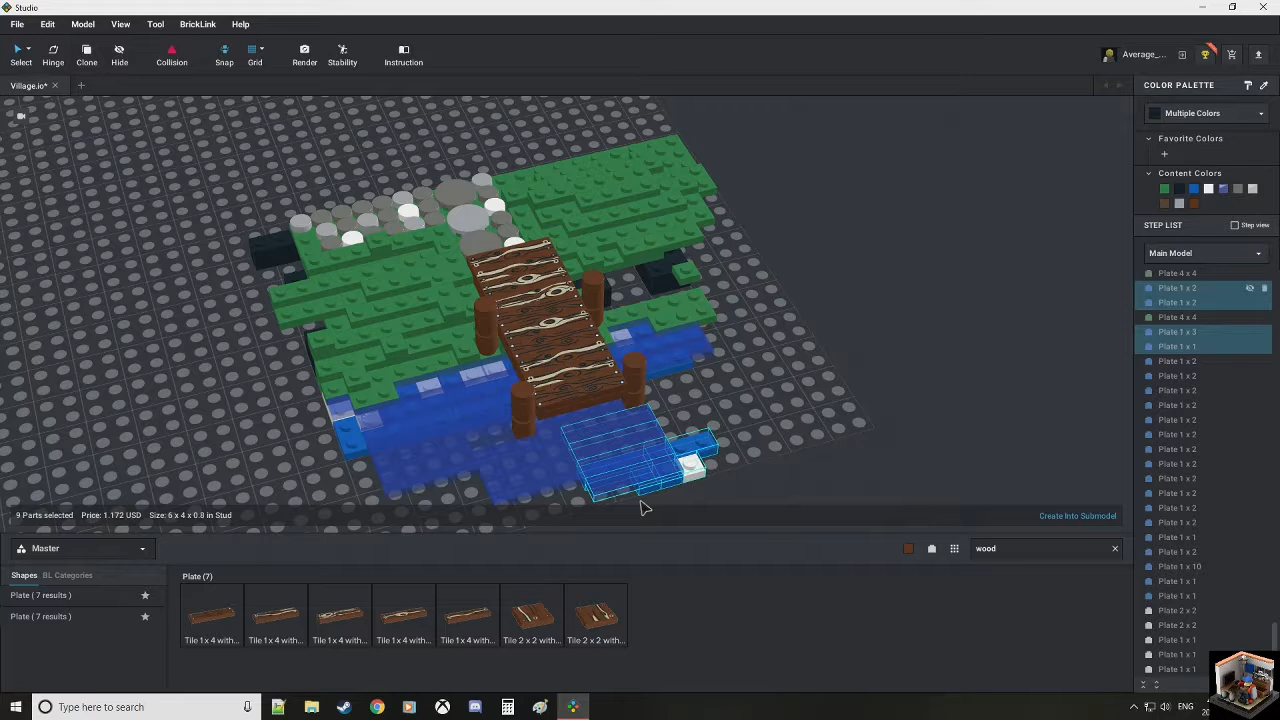 Studio
File Edit Model View Tool BrickLink Help
Select Hinge Clone Hide Collision Snap Grid Render Stability Instruction
Average_...
Village.io*
COLOR PALETTE
Multiple Colors
Favorite Colors
Content Colors
STEP LIST
Step view
Main Model
Plate 4 x 4
Plate 1 x 2
Plate 1 x 2
Plate 4 x 4
Plate 1 x 3
Plate 1 x 1
Plate 1 x 2
Plate 1 x 2
Plate 1 x 2
Plate 1 x 2
Plate 1 x 2
Plate 1 x 2
Plate 1 x 2
Plate 1 x 2
Plate 1 x 2
Plate 1 x 2
Plate 1 x 2
Plate 1 x 2
Plate 1 x 1
Plate 1 x 2
Plate 1 x 10
Plate 1 x 1
Plate 1 x 1
Plate 2 x 2
Plate 2 x 2
Plate 1 x 1
Plate 1 x 1
Plate 1 x 1
9 Parts selected Price: 1.172 USD Size: 6 x 4 x 0.8 in Stud
Create Into Submodel
Master
wood
Shapes BL Categories
Plate ( 7 results )
Plate ( 7 results )
Plate (7)
Tile 1 x 4 with... Tile 1 x 4 with... Tile 1 x 4 with... Tile 1 x 4 with... Tile 1 x 4 with... Tile 2 x 2 with... Tile 2 x 2 with...
Type here to search
ENG